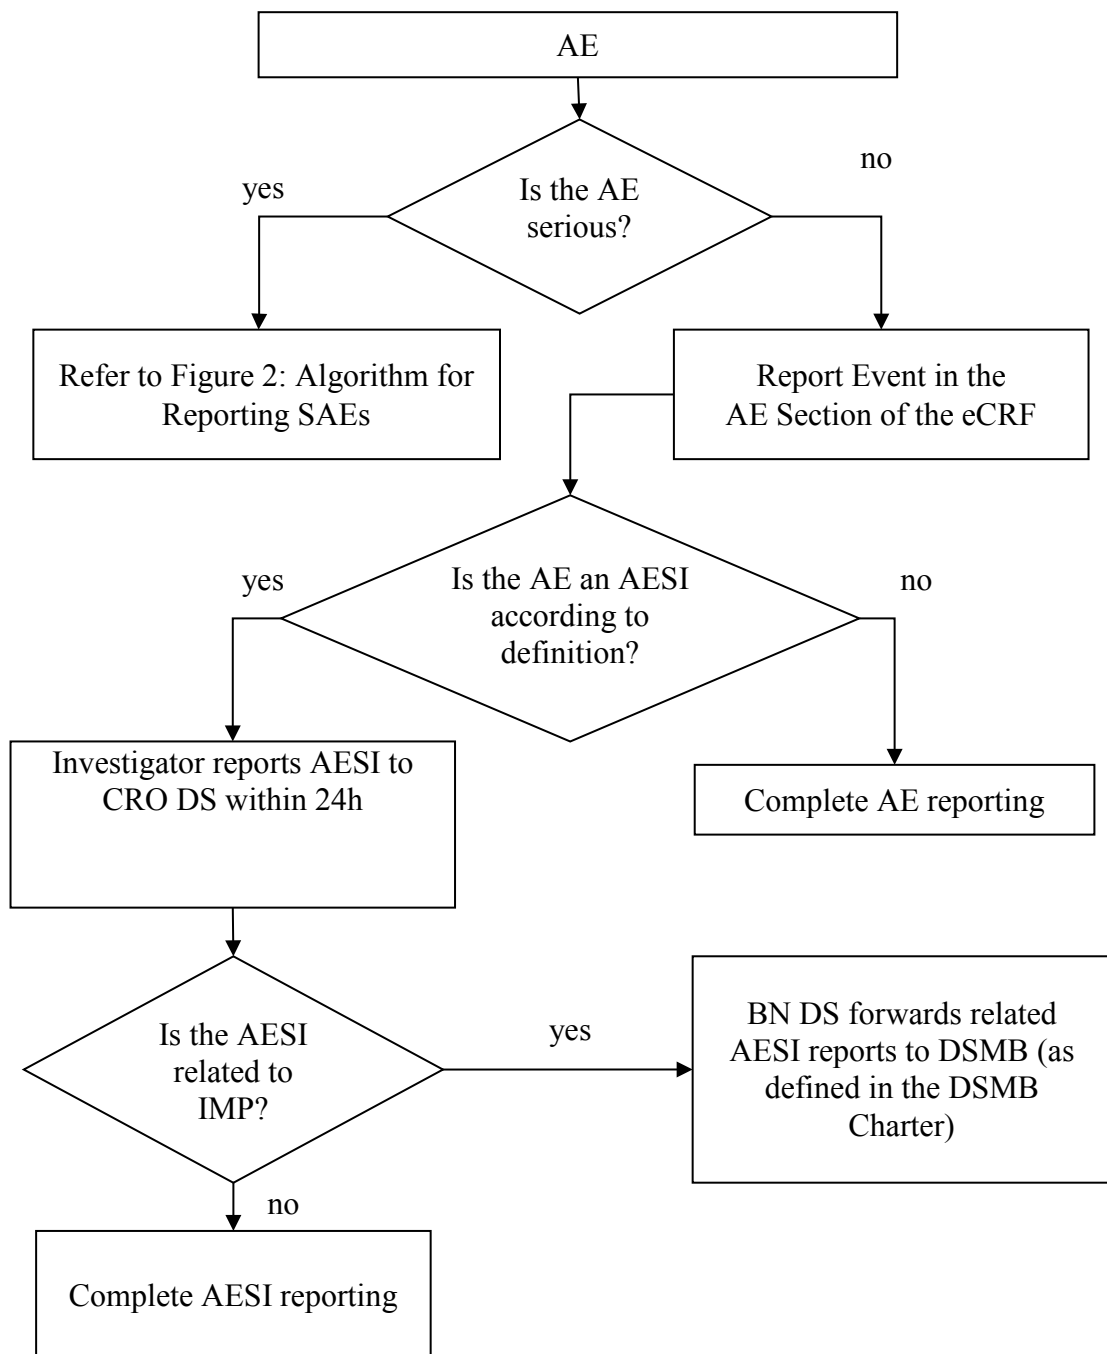 AE
yes
no
Is the AE
serious?
Refer to Figure 2: Algorithm for
Reporting SAEs
Report Event in the
AE Section of the eCRF
yes
no
Is the AE an AESI
according to
definition?
Investigator reports AESI to
CRO DS within 24h
Complete AE reporting
Is the AESI
related to
IMP?
yes
BN DS forwards related
AESI reports to DSMB (as
defined in the DSMB
Charter)
no
Complete AESI reporting